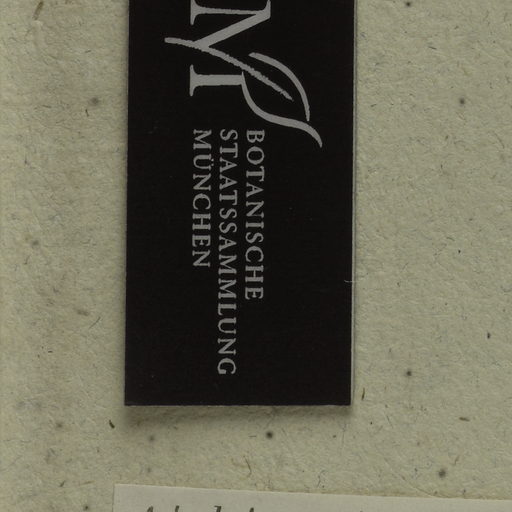 M
BOTANISCHE
STAATSSAMMLUNG
MÜNCHEN